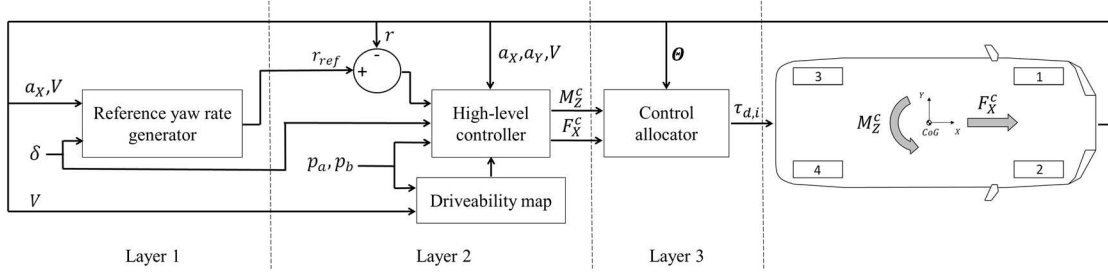 r
a_X,V
r_ref
-
+
a_X,a_Y,V
Θ
Reference yaw rate
generator
High-level
controller
M_Z^c
F_X^c
Control
allocator
τ_{d,i}
3
1
M_Z^c
Y
X
CoG
F_X^c
4
2
δ
p_a,p_b
Driveability map
V
Layer 1
Layer 2
Layer 3